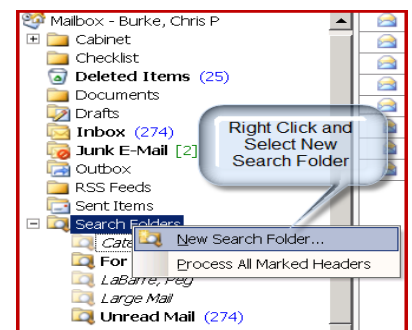 Mailbox - Burke, Chris P
Cabinet
Checklist
Deleted Items (25)
Documents
Drafts
Inbox (274)
Junk E-Mail [2]
Outbox
RSS Feeds
Sent Items
Search Folders
Cate
For
LaBarre, Peg
Large Mail
Unread Mail (274)
Right Click and
Select New
Search Folder
New Search Folder...
Process All Marked Headers